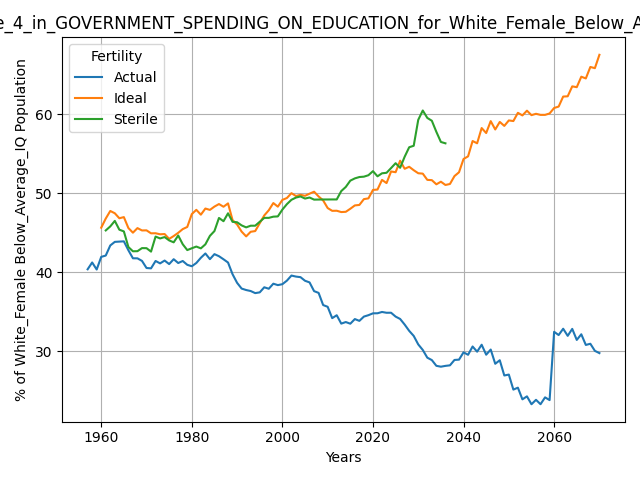 e_4_in_GOVERNMENT_SPENDING_ON_EDUCATION_for_White_Female_Below_A
Fertility
Actual
Ideal
Sterile
% of White_Female Below_Average_IQ Population
60
50
40
30
1960
1980
2000
2020
2040
2060
Years